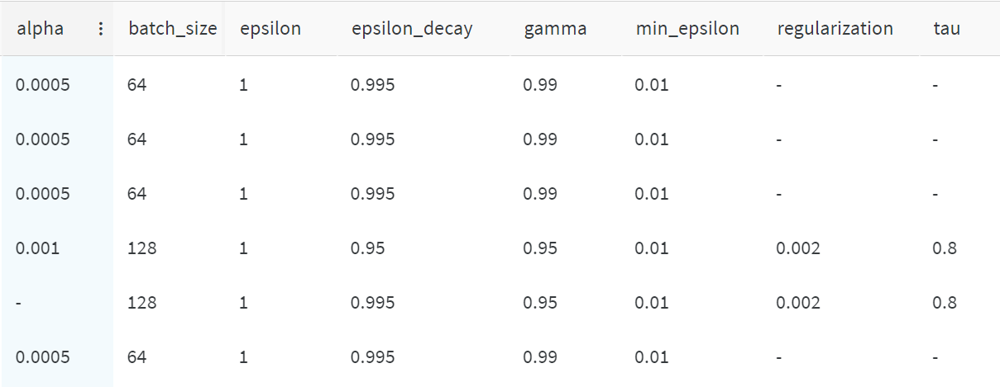 alpha batch_size epsilon epsilon_decay gamma min_epsilon regularization tau
0.0005 64 1 0.995 0.99 0.01 - -
0.0005 64 1 0.995 0.99 0.01 - -
0.0005 64 1 0.995 0.99 0.01 - -
0.001 128 1 0.95 0.95 0.01 0.002 0.8
- 128 1 0.995 0.95 0.01 0.002 0.8
0.0005 64 1 0.995 0.99 0.01 - -